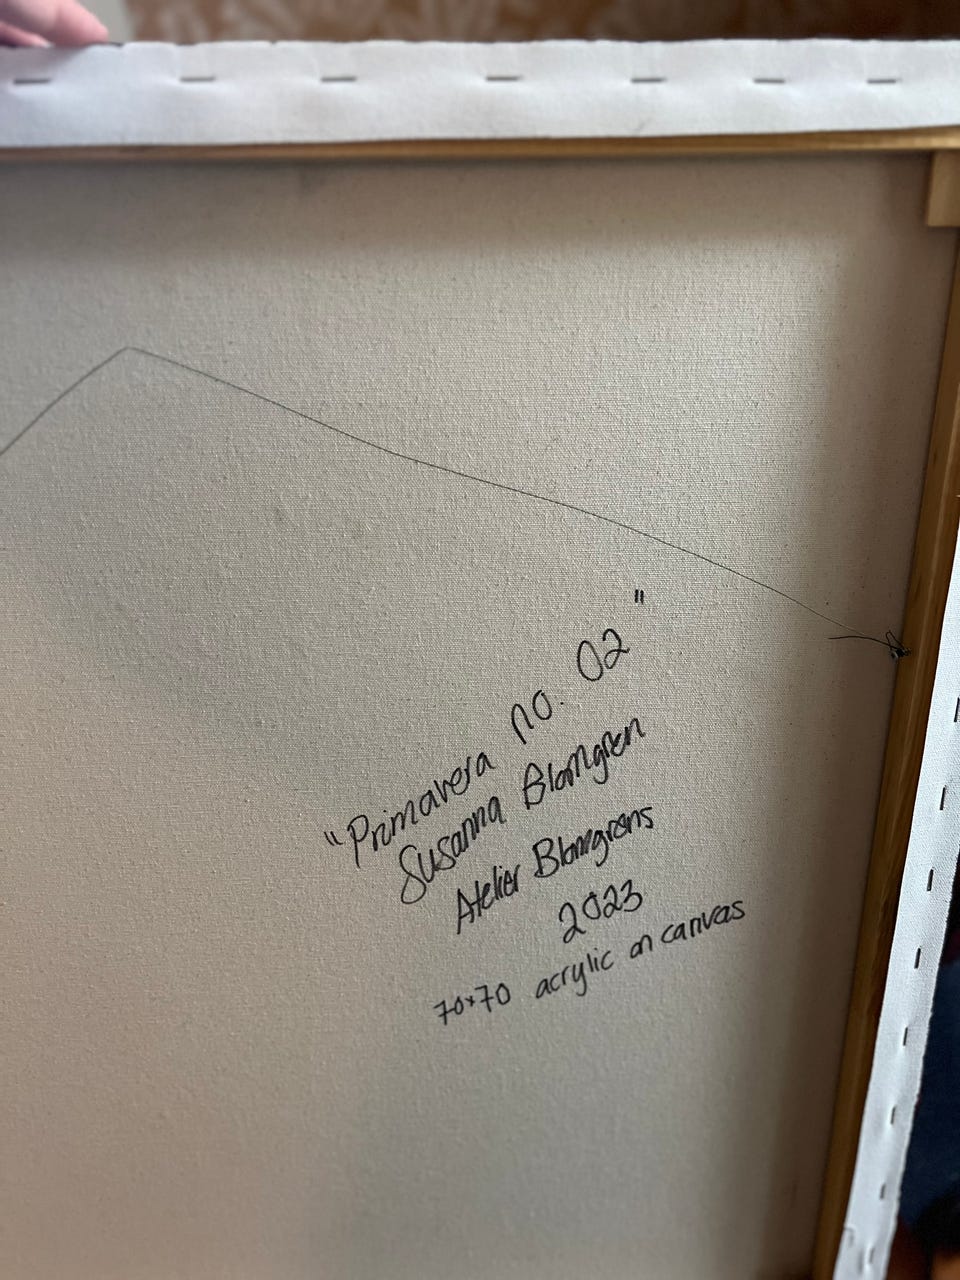 "Primavera no. 02"
Susanna Blomgren
Atelier Blomgrens
2023
70x70 acrylic on canvas